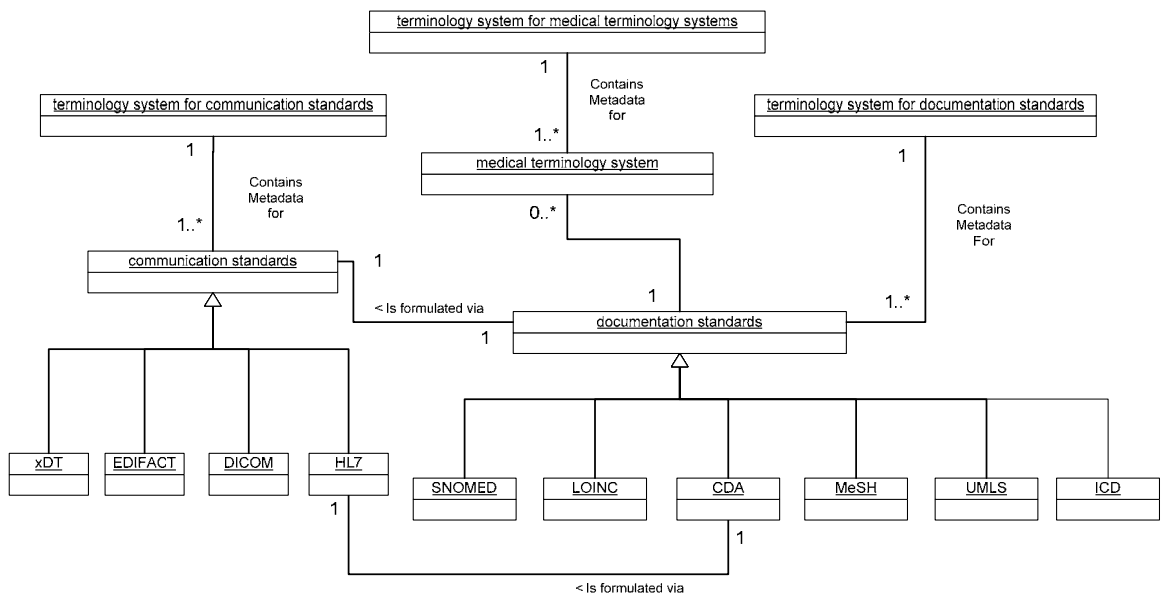 terminology system for medical terminology systems
1
Contains
Metadata
for
1..*
terminology system for communication standards
1
Contains
Metadata
for
1..*
terminology system for documentation standards
1
Contains
Metadata
For
1..*
medical terminology system
0..*
1
communication standards
1
< Is formulated via
1
documentation standards
xDT
EDIFACT
DICOM
HL7
1
SNOMED
LOINC
CDA
MeSH
UMLS
ICD
1
< Is formulated via